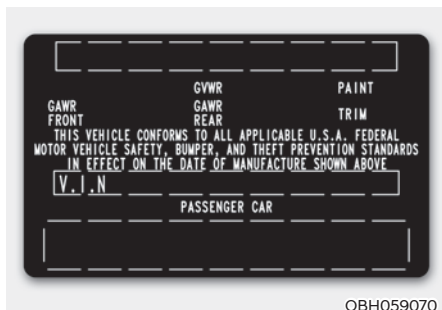 GVWR PAINT
GAWR GAWR
FRONT REAR TRIM
THIS VEHICLE CONFORMS TO ALL APPLICABLE U.S.A. FEDERAL
MOTOR VEHICLE SAFETY, BUMPER, AND THEFT PREVENTION STANDARDS
IN EFFECT ON THE DATE OF MANUFACTURE SHOWN ABOVE
V.I.N
PASSENGER CAR
OBH059070